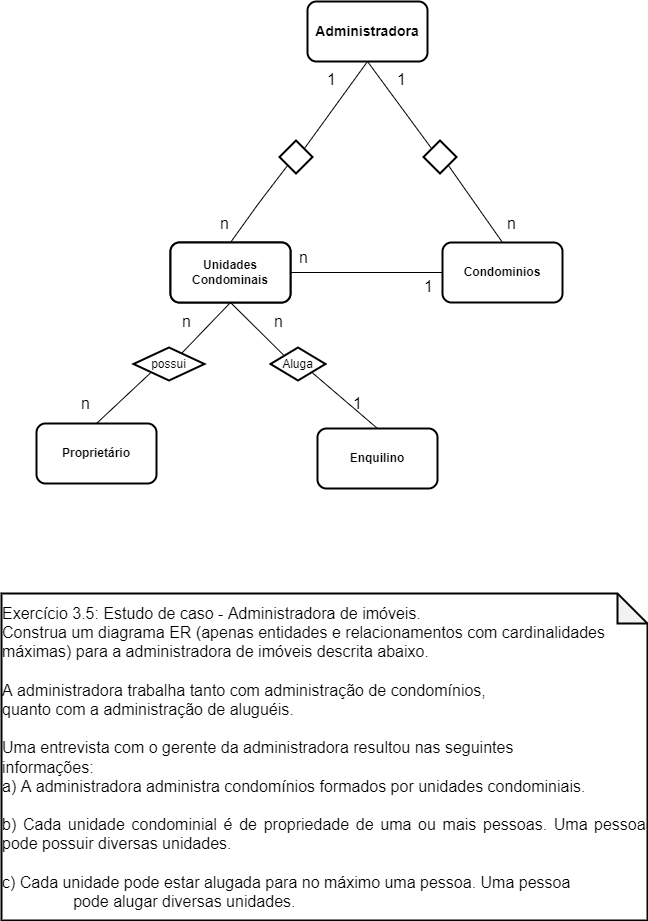 Administradora
1
1
n
n
Unidades
Condominais
n
1
Condominios
n
n
possui
Aluga
n
1
Proprietário
Enquilino
Exercício 3.5: Estudo de caso - Administradora de imóveis.
Construa um diagrama ER (apenas entidades e relacionamentos com cardinalidades
máximas) para a administradora de imóveis descrita abaixo.
A administradora trabalha tanto com administração de condomínios,
quanto com a administração de aluguéis.
Uma entrevista com o gerente da administradora resultou nas seguintes
informações:
a) A administradora administra condomínios formados por unidades condominiais.
b) Cada unidade condominial é de propriedade de uma ou mais pessoas. Uma pessoa
pode possuir diversas unidades.
c) Cada unidade pode estar alugada para no máximo uma pessoa. Uma pessoa
pode alugar diversas unidades.